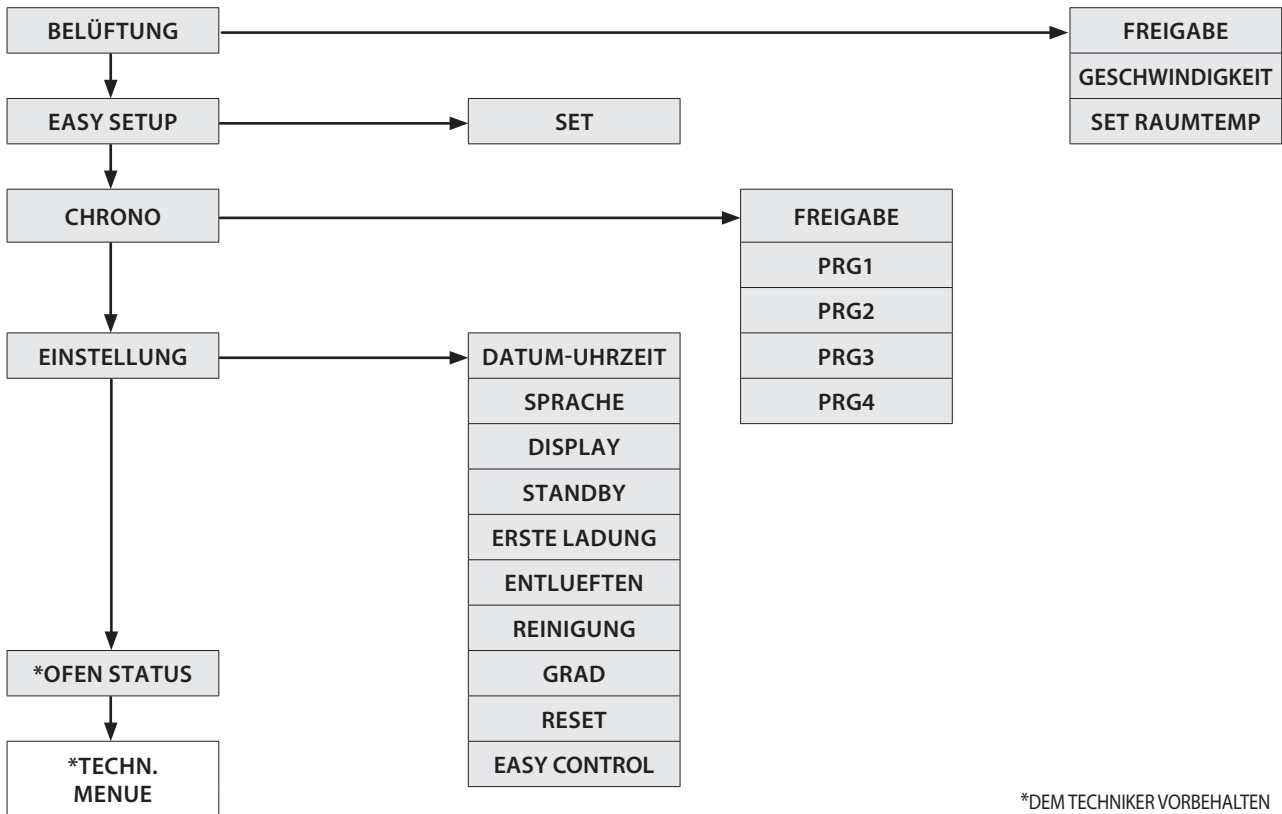 BELÜFTUNG
FREIGABE
GESCHWINDIGKEIT
SET RAUMTEMP
EASY SETUP
SET
CHRONO
FREIGABE
PRG1
PRG2
PRG3
PRG4
EINSTELLUNG
DATUM-UHRZEIT
SPRACHE
DISPLAY
STANDBY
ERSTE LADUNG
ENTLUEFTEN
REINIGUNG
GRAD
RESET
EASY CONTROL
*OFEN STATUS
*TECHN.
MENUE
*DEM TECHNIKER VORBEHALTEN